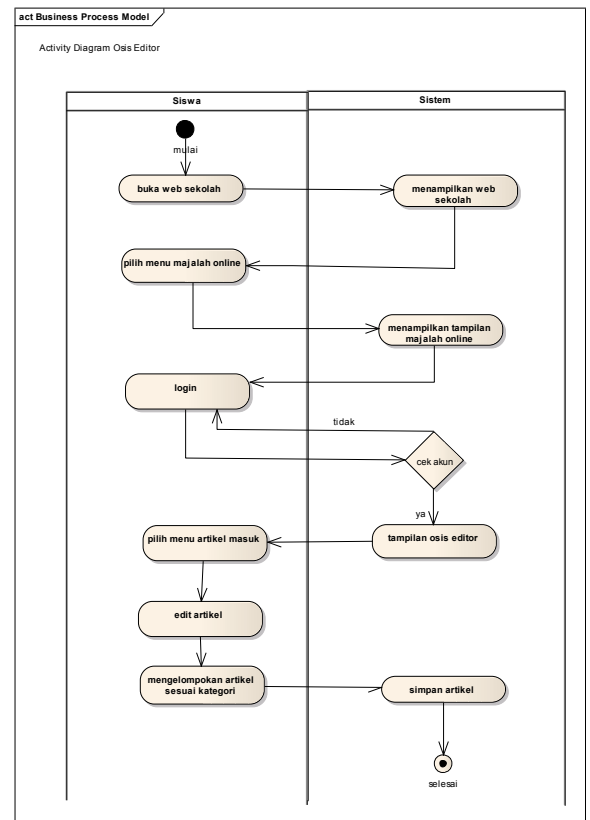 act Business Process Model
Activity Diagram Osis Editor
Siswa
Sistem
mulai
buka web sekolah
menampilkan web
sekolah
pilih menu majalah online
menampilkan tampilan
majalah online
login
tidak
cek akun
ya
tampilan osis editor
pilih menu artikel masuk
edit artikel
mengelompokan artikel
sesuai kategori
simpan artikel
selesai